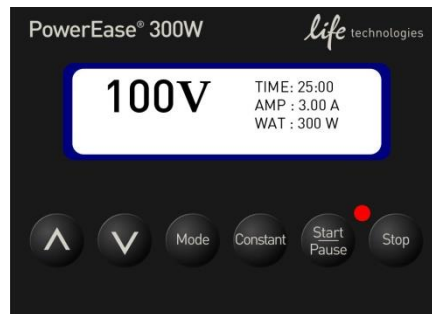 PowerEase® 300W
life technologies
100V
TIME: 25:00
AMP : 3.00 A
WAT : 300 W
Mode
Constant
Start
Pause
Stop